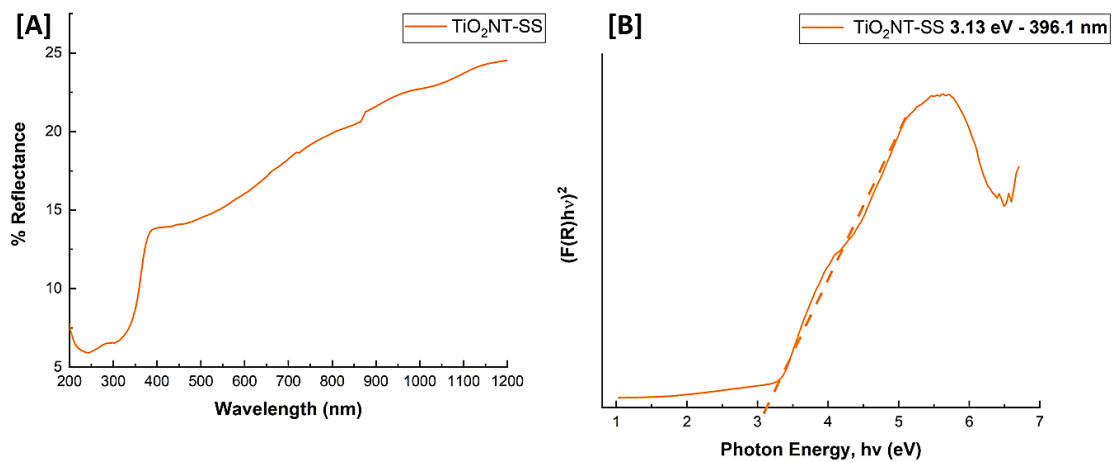 [A]
TiO₂NT-SS
% Reflectance
25
20
15
10
5
200 300 400 500 600 700 800 900 1000 1100 1200
Wavelength (nm)
[B]
TiO₂NT-SS 3.13 eV - 396.1 nm
(F(R)hν)²
1 2 3 4 5 6 7
Photon Energy, hv (eV)